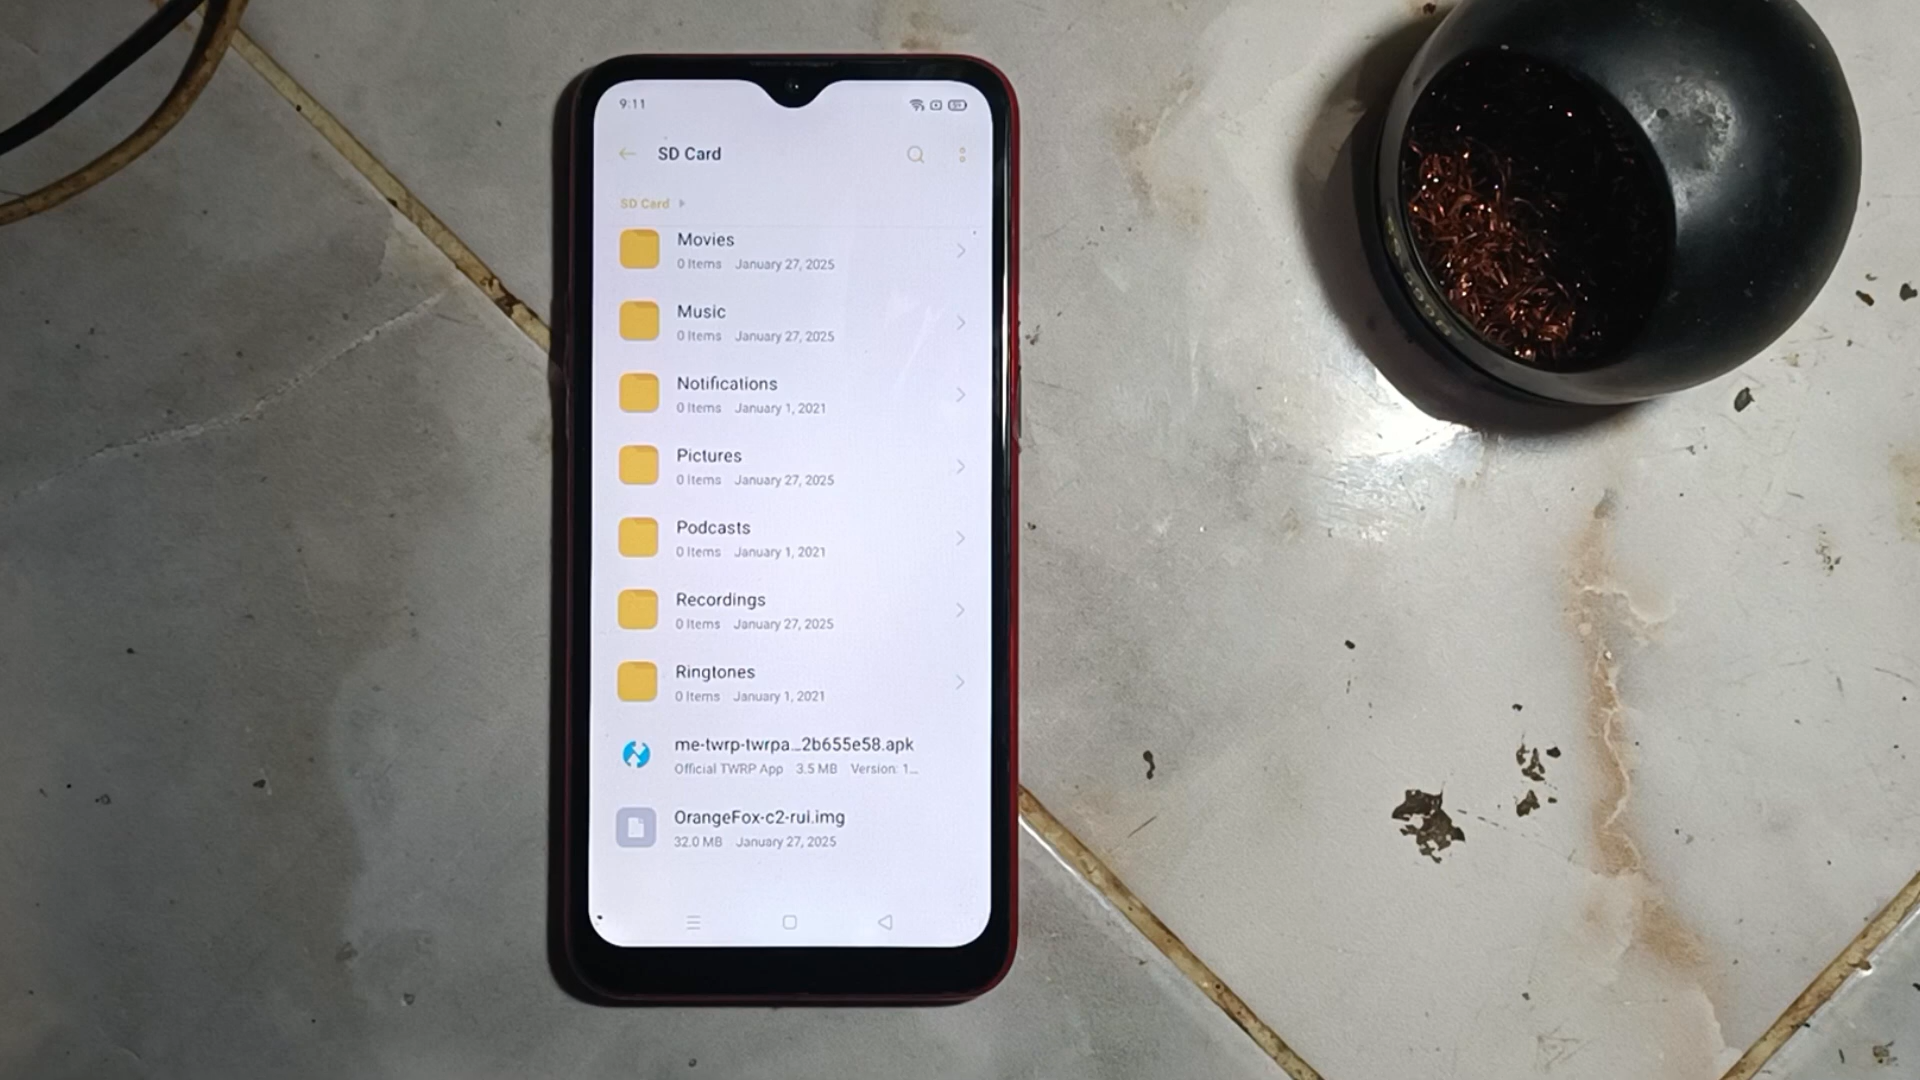 9:11
SD Card
SD Card
Movies
0 Items January 27, 2025
Music
0 Items January 27, 2025
Notifications
0 Items January 1, 2021
Pictures
0 Items January 27, 2025
Podcasts
0 Items January 1, 2021
Recordings
0 Items January 27, 2025
Ringtones
0 Items January 1, 2021
me-twrp-twrpa...2b655e58.apk
Official TWRP App 3.5 MB Version: 1...
OrangeFox-c2-rui.img
32.0 MB January 27, 2025